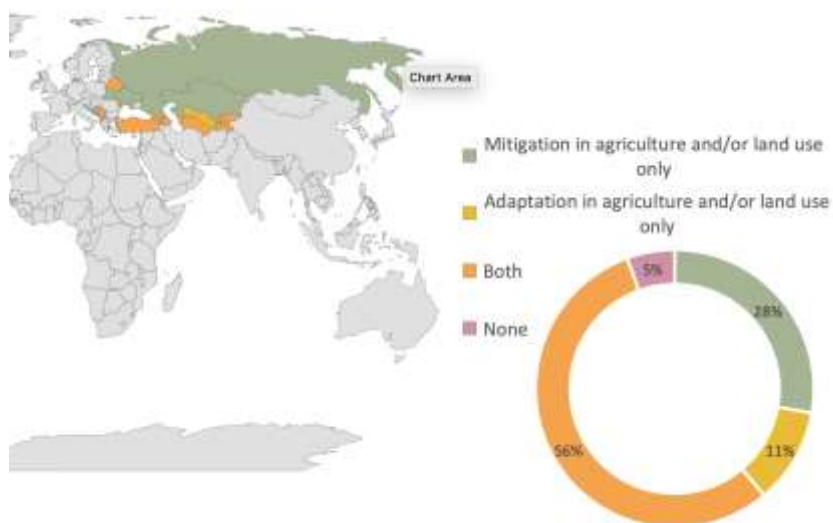 Chart Area
Mitigation in agriculture and/or land use
only
Adaptation in agriculture and/or land use
only
Both
None
5%
28%
56%
11%